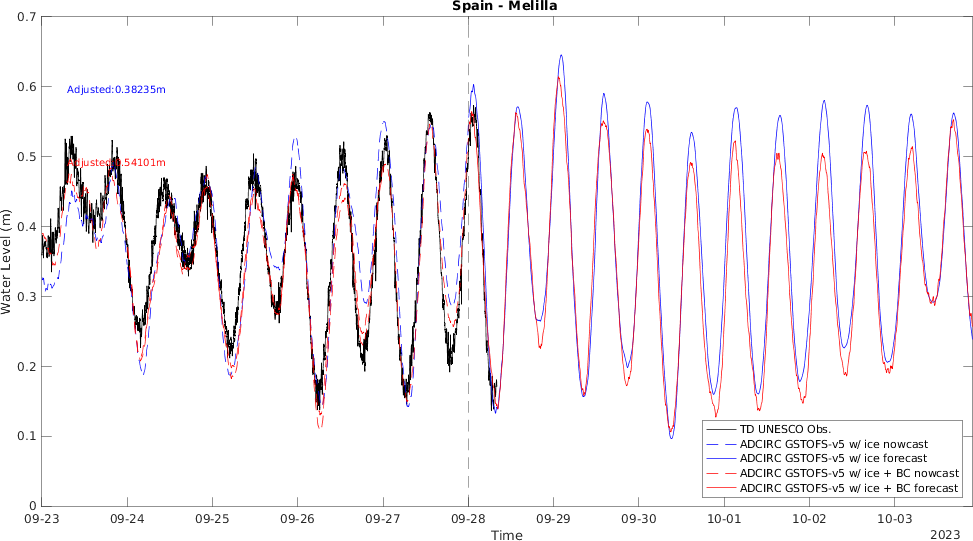 Spain - Melilla
0.7
0.6
0.5
0.4
0.3
0.2
0.1
0
Water Level (m)
Adjusted:0.38235m
Adjusted:0.54101m
TD UNESCO Obs.
ADCIRC GSTOFS-v5 w/ ice nowcast
ADCIRC GSTOFS-v5 w/ ice forecast
ADCIRC GSTOFS-v5 w/ ice + BC nowcast
ADCIRC GSTOFS-v5 w/ ice + BC forecast
09-23 09-24 09-25 09-26 09-27 09-28 09-29 09-30 10-01 10-02 10-03
Time
2023